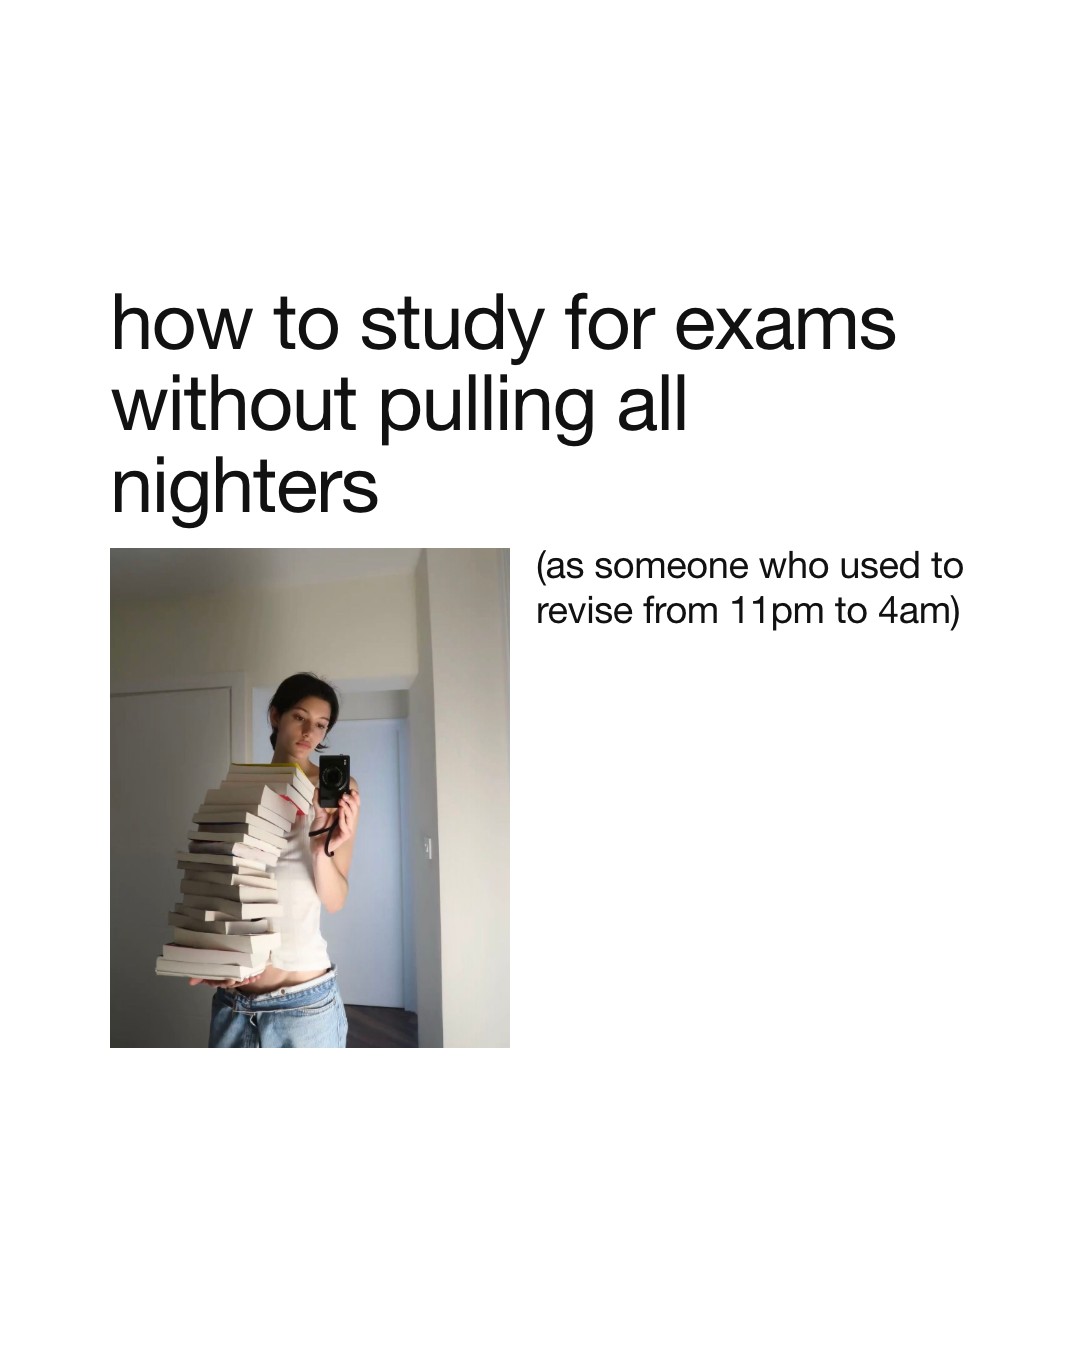 how to study for exams
without pulling all
nighters
(as someone who used to
revise from 11pm to 4am)